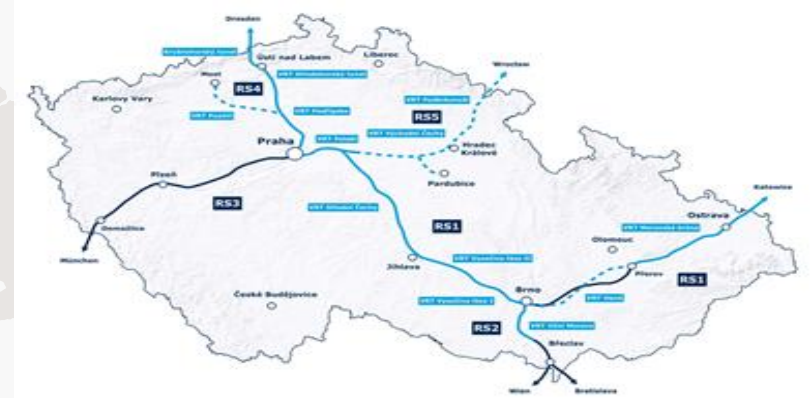 Dresden
Krušnohorský tunel
Ústí nad Labem
Liberec
VRT Středohorský tunel
Most
RS4
Wroclaw
Karlovy Vary
VRT Podřipsko
VRT Podkrkonoší
RS5
VRT Poohří
VRT Východní Čechy
Praha
VRT Polabí
Hradec
Králové
Plzeň
Pardubice
Katowice
RS3
VRT Střední Čechy
Ostrava
RS1
VRT Moravská brána
Domažlice
Olomouc
München
Jihlava
VRT Vysočina fáze II
Přerov
RS1
České Budějovice
VRT Vysočina fáze I
Brno
VRT Haná
RS2
VRT Jižní Morava
Břeclav
Wien
Bratislava